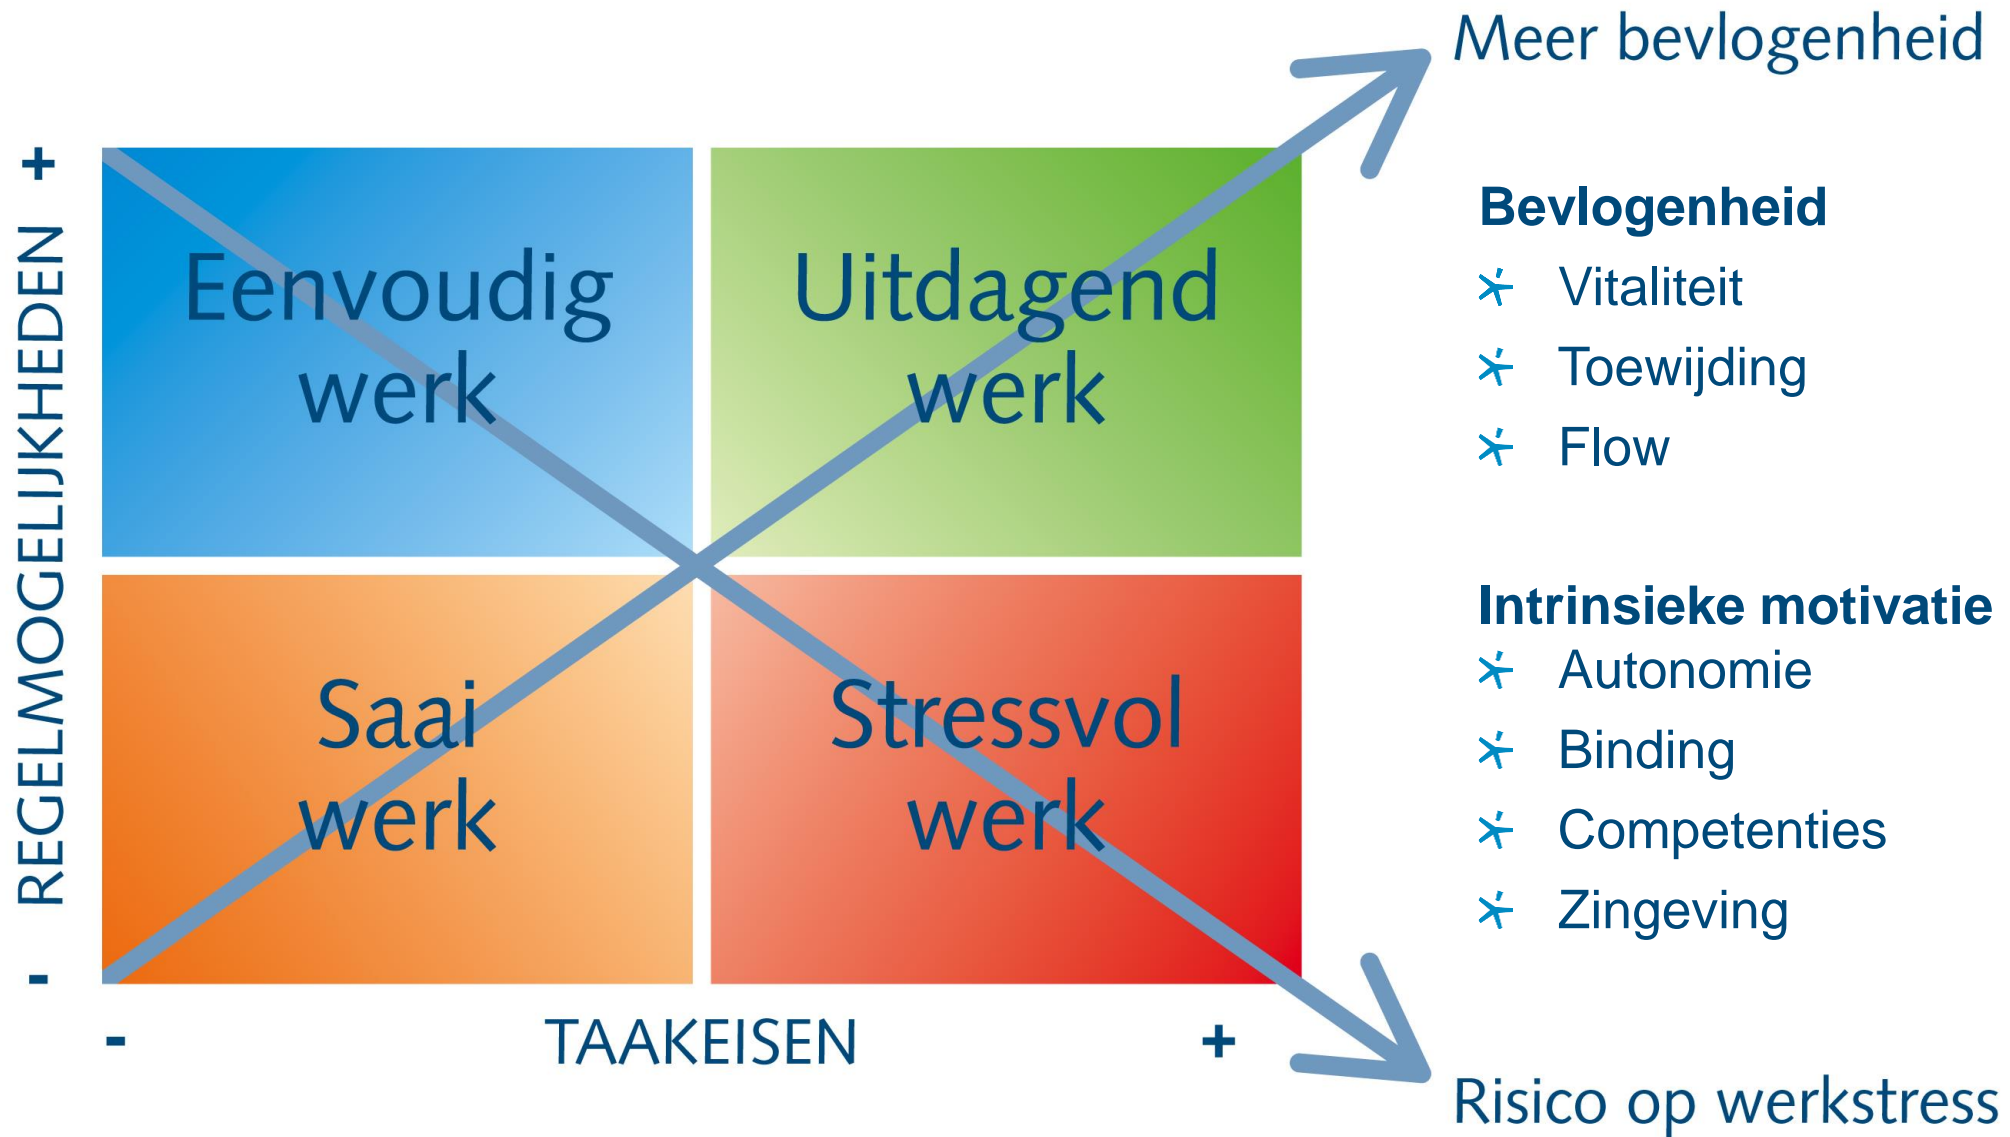 Meer bevlogenheid
- REGELMOGELIJKHEDEN +
Eenvoudig
werk
Uitdagend
werk
Saai
werk
Stressvol
werk
- TAAKEISEN +
Bevlogenheid
Vitaliteit
Toewijding
Flow
Intrinsieke motivatie
Autonomie
Binding
Competenties
Zingeving
Risico op werkstress